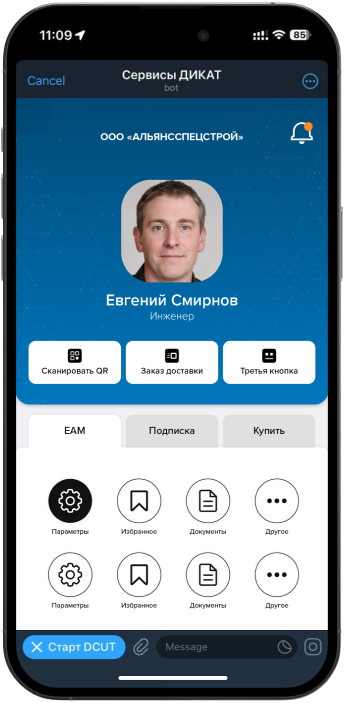 11:09
85
Cancel
Сервисы ДИКАТ
bot
ООО «АЛЬЯНССПЕЦСТРОЙ»
Евгений Смирнов
Инженер
Сканировать QR
Заказ доставки
Третья кнопка
EAM
Подписка
Купить
Параметры
Избранное
Документы
Другое
Параметры
Избранное
Документы
Другое
Старт DCUT
Message